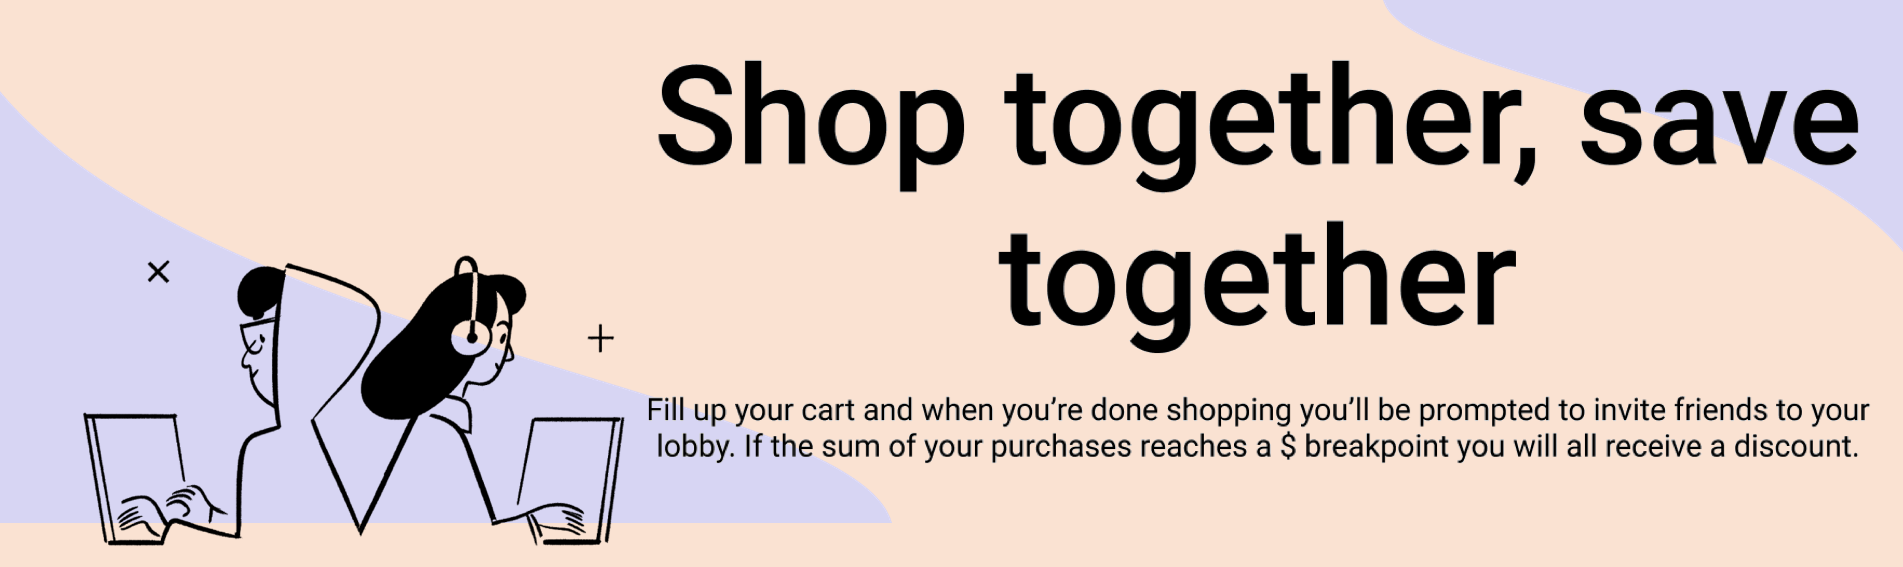 Shop together, save
together
Fill up your cart and when you’re done shopping you’ll be prompted to invite friends to your
lobby. If the sum of your purchases reaches a $ breakpoint you will all receive a discount.